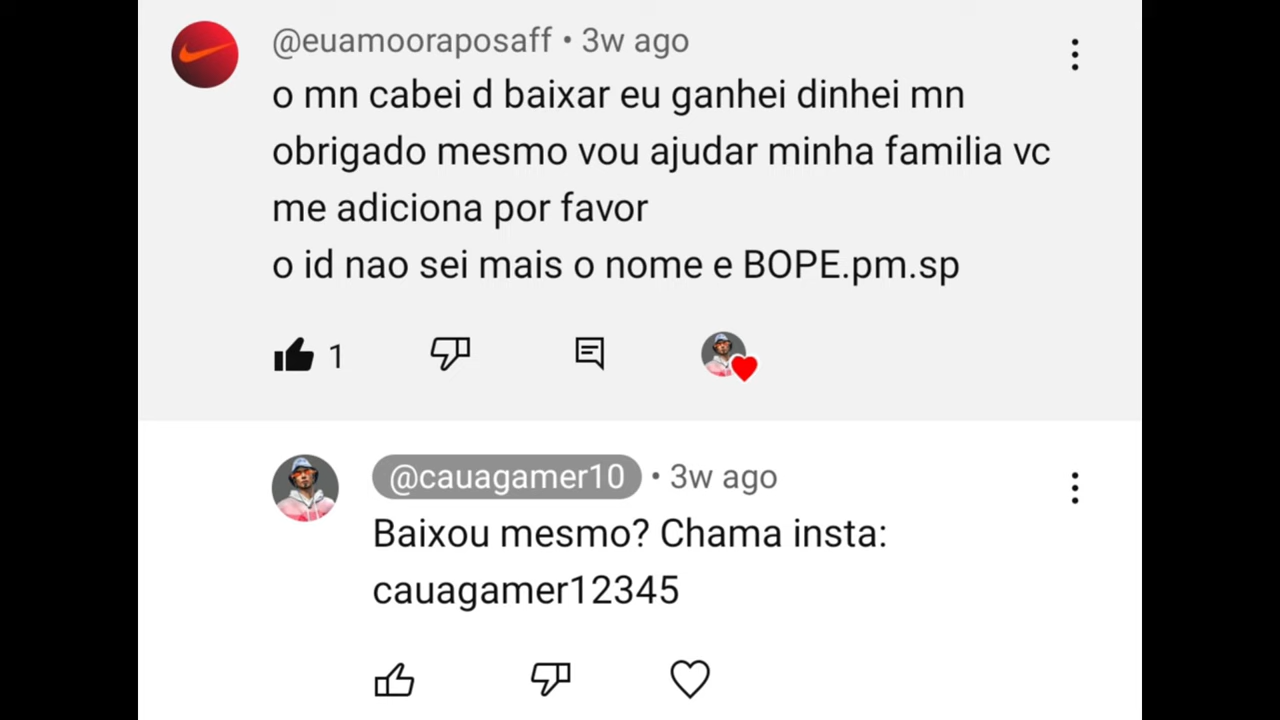 @euamooraposaff • 3w ago
o mn cabei d baixar eu ganhei dinhei mn
obrigado mesmo vou ajudar minha familia vc
me adiciona por favor
o id nao sei mais o nome e BOPE.pm.sp
1
@cauagamer10 • 3w ago
Baixou mesmo? Chama insta:
cauagamer12345